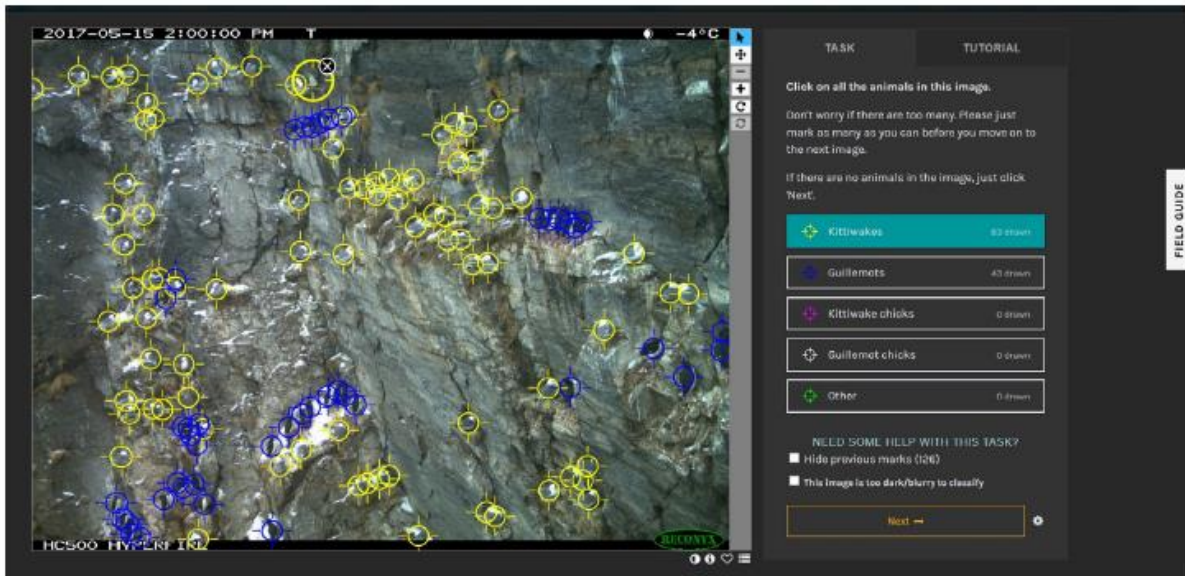 2017-05-15 2:00:00 PM T -4°C
TASK
TUTORIAL
Click on all the animals in this image.
Don't worry if there are too many. Please just
mark as many as you can before you move on to
the next image.
If there are no animals in the image, just click
'Next'.
Kittiwakes 83 drawn
Guillemots 43 drawn
Kittiwake chicks 0 drawn
Guillemot chicks 0 drawn
Other 0 drawn
NEED SOME HELP WITH THIS TASK?
Hide previous marks (126)
This image is too dark/blurry to classify
Next →
FIELD GUIDE
HC500 HYPERFIRE
RECONYX